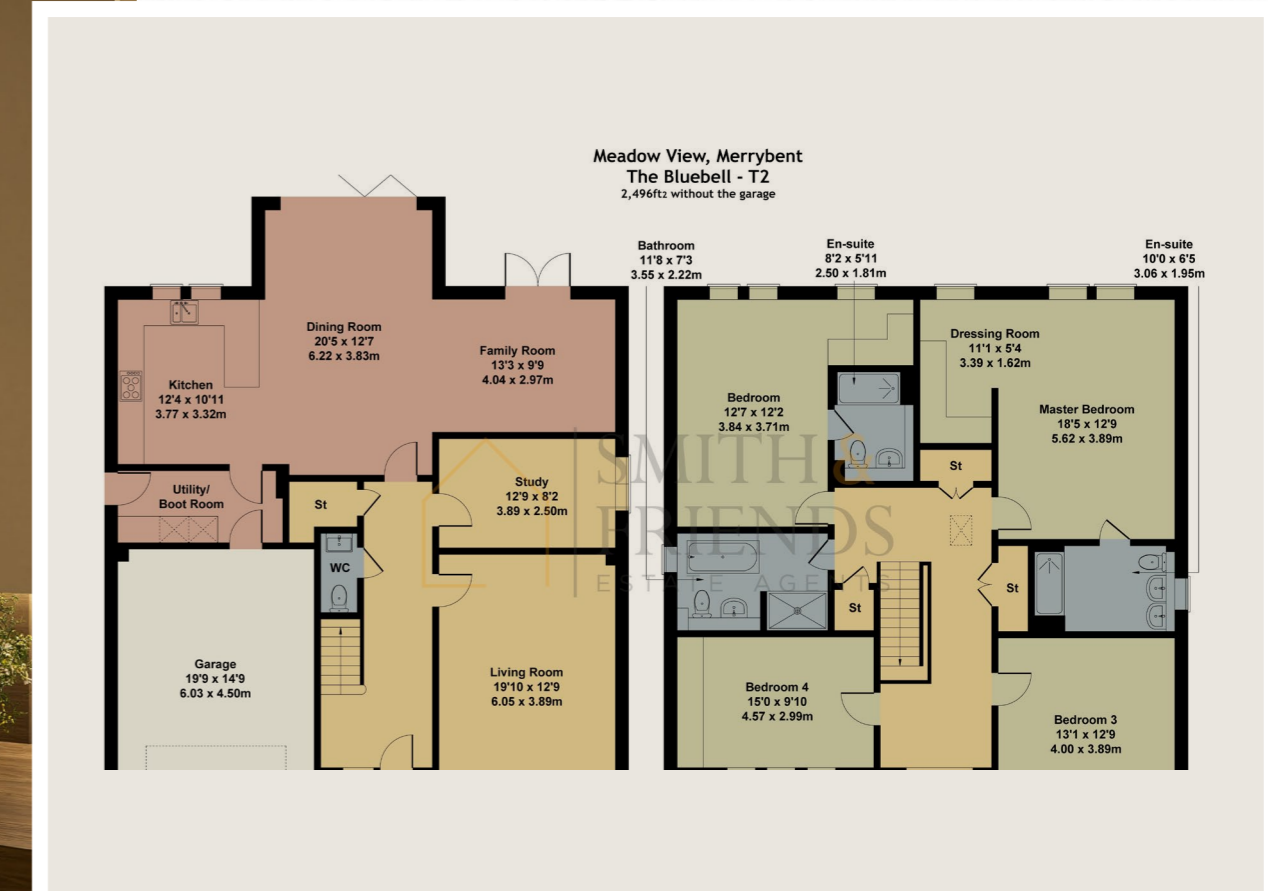 Meadow View, Merrybent
The Bluebell - T2
2,496ft2 without the garage
Bathroom
11'8 x 7'3
3.55 x 2.22m
En-suite
8'2 x 5'11
2.50 x 1.81m
En-suite
10'0 x 6'5
3.06 x 1.95m
Dining Room
20'5 x 12'7
6.22 x 3.83m
Family Room
13'3 x 9'9
4.04 x 2.97m
Kitchen
12'4 x 10'11
3.77 x 3.32m
Utility/
Boot Room
St
Study
12'9 x 8'2
3.89 x 2.50m
WC
Garage
19'9 x 14'9
6.03 x 4.50m
Living Room
19'10 x 12'9
6.05 x 3.89m
Dressing Room
11'1 x 5'4
3.39 x 1.62m
Bedroom
12'7 x 12'2
3.84 x 3.71m
Master Bedroom
18'5 x 12'9
5.62 x 3.89m
St
St
St
Bedroom 4
15'0 x 9'10
4.57 x 2.99m
Bedroom 3
13'1 x 12'9
4.00 x 3.89m
SMITH &
FRIENDS
ESTATE AGENTS